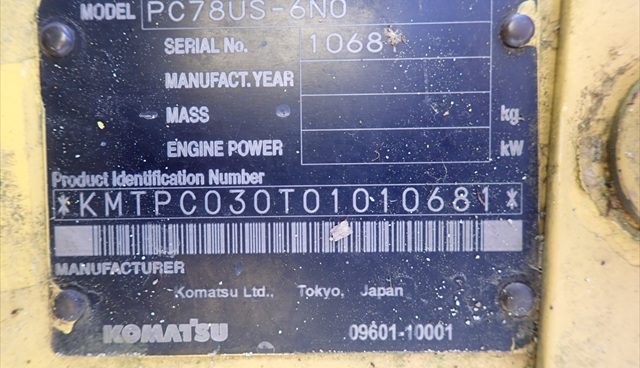 MODEL PC78US-6N0
SERIAL No. 10681
MANUFACT. YEAR
MASS kg
ENGINE POWER kW
Product Identification Number
*KMTPC030T01010681*
MANUFACTURER
Komatsu Ltd., Tokyo, Japan
KOMATSU 09601-10001